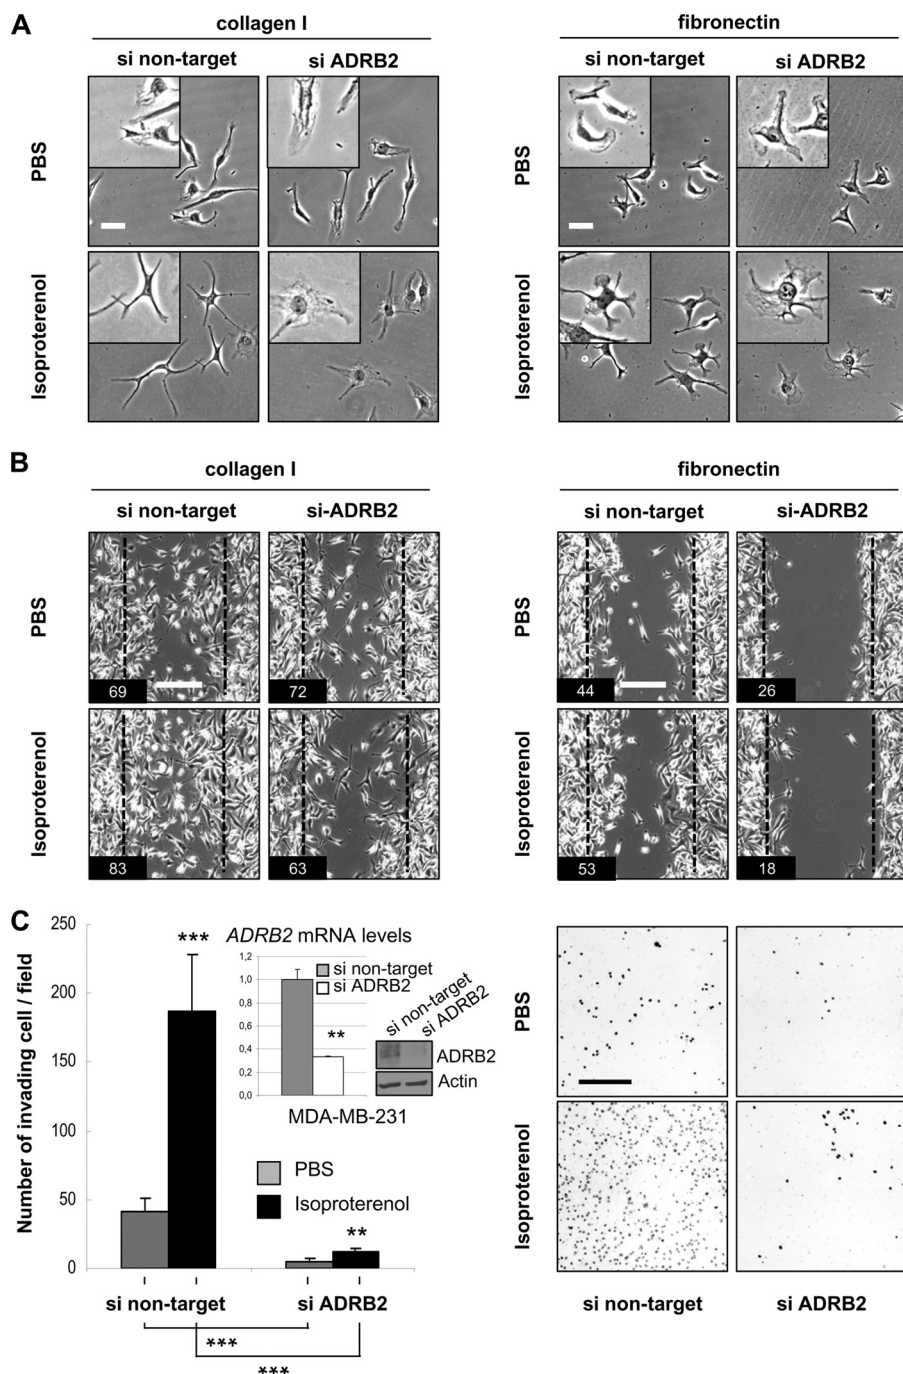 A
collagen I
fibronectin
si non-target
si ADRB2
si non-target
si ADRB2
PBS
PBS
Isoproterenol
Isoproterenol
B
collagen I
fibronectin
si non-target
si-ADRB2
si non-target
si-ADRB2
PBS
PBS
69
72
44
26
Isoproterenol
Isoproterenol
83
63
53
18
C
Number of invading cell / field
250
200
150
100
50
0
***
**
ADRB2 mRNA levels
1,2
1,0
0,8
0,6
0,4
0,2
0,0
si non-target
si ADRB2
**
si non-target
si ADRB2
ADRB2
Actin
MDA-MB-231
PBS
Isoproterenol
si non-target
si ADRB2
***
***
PBS
Isoproterenol
si non-target
si ADRB2